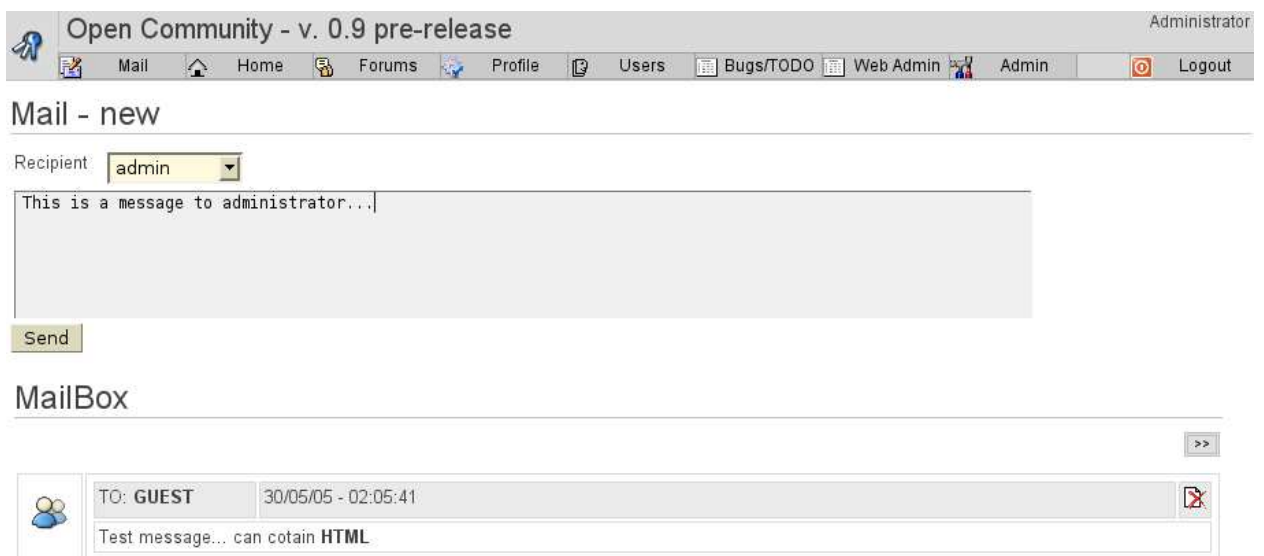 Open Community - v. 0.9 pre-release
Administrator
Mail Home Forums Profile Users Bugs/TODO Web Admin Admin Logout
Mail - new
Recipient admin
This is a message to administrator...
Send
MailBox
>>
TO: GUEST 30/05/05 - 02:05:41
Test message... can cotain HTML